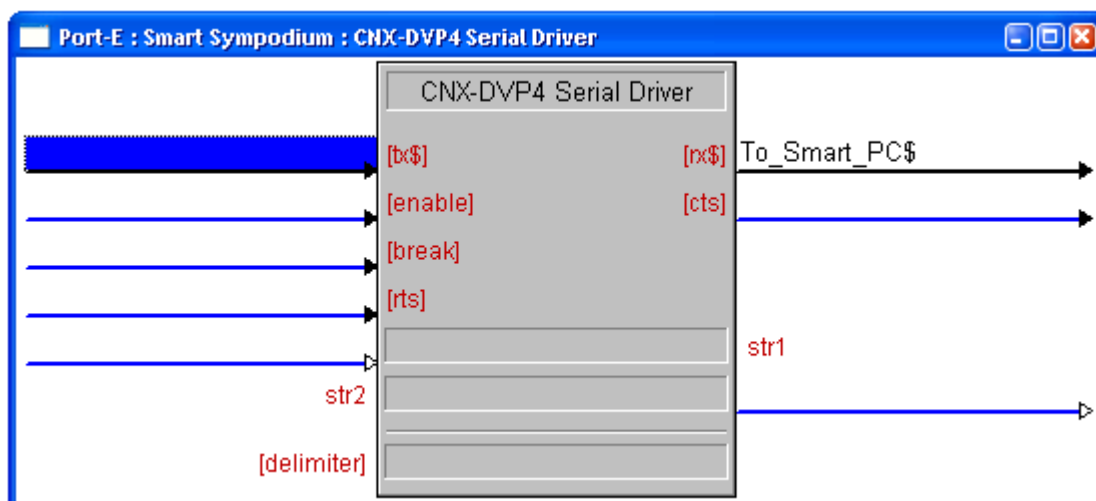 Port-E : Smart Sympodium : CNX-DVP4 Serial Driver
CNX-DVP4 Serial Driver
[tx$] [rx$] To_Smart_PC$
[enable] [cts]
[break]
[rts]
str1
str2
[delimiter]